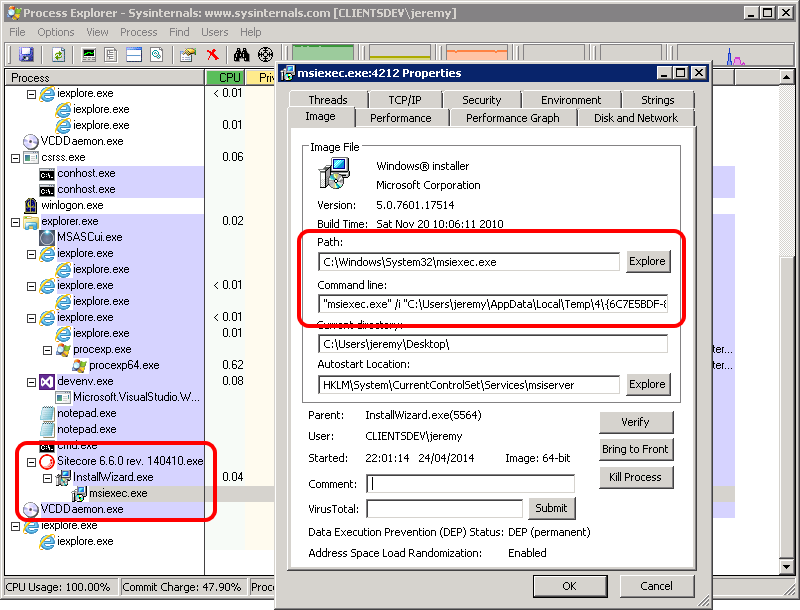 Process Explorer - Sysinternals: www.sysinternals.com [CLIENTSDEV\jeremy]
File Options View Process Find Users Help
Process CPU Priv
iexplore.exe < 0.01
iexplore.exe
iexplore.exe 0.01
VCDDaemon.exe
csrss.exe 0.06
conhost.exe
conhost.exe
winlogon.exe
explorer.exe 0.02
MSASCui.exe
iexplore.exe
iexplore.exe
iexplore.exe < 0.01
iexplore.exe
iexplore.exe < 0.01
iexplore.exe 0.01
procexp.exe ter...
procexp64.exe 0.62 ter...
devenv.exe 0.08
Microsoft.VisualStudio.W...
notepad.exe
notepad.exe
cmd.exe
Sitecore 6.6.0 rev. 140410.exe
InstallWizard.exe 0.04
msiexec.exe
VCDDaemon.exe
iexplore.exe
iexplore.exe
CPU Usage: 100.00% Commit Charge: 47.90% Proce
msiexec.exe:4212 Properties
Threads TCP/IP Security Environment Strings
Image Performance Performance Graph Disk and Network
Image File
Windows® installer
Microsoft Corporation
Version: 5.0.7601.17514
Build Time: Sat Nov 20 10:06:11 2010
Path:
C:\Windows\System32\msiexec.exe Explore
Command line:
"msiexec.exe" /i "C:\Users\jeremy\AppData\Local\Temp\4\{6C7E5BDF-8
Current directory:
C:\Users\jeremy\Desktop\
Autostart Location:
HKLM\System\CurrentControlSet\Services\msiserver Explore
Parent: InstallWizard.exe(5564) Verify
User: CLIENTSDEV\jeremy
Bring to Front
Started: 22:01:14 24/04/2014 Image: 64-bit
Comment: Kill Process
VirusTotal: Submit
Data Execution Prevention (DEP) Status: DEP (permanent)
Address Space Load Randomization: Enabled
OK Cancel